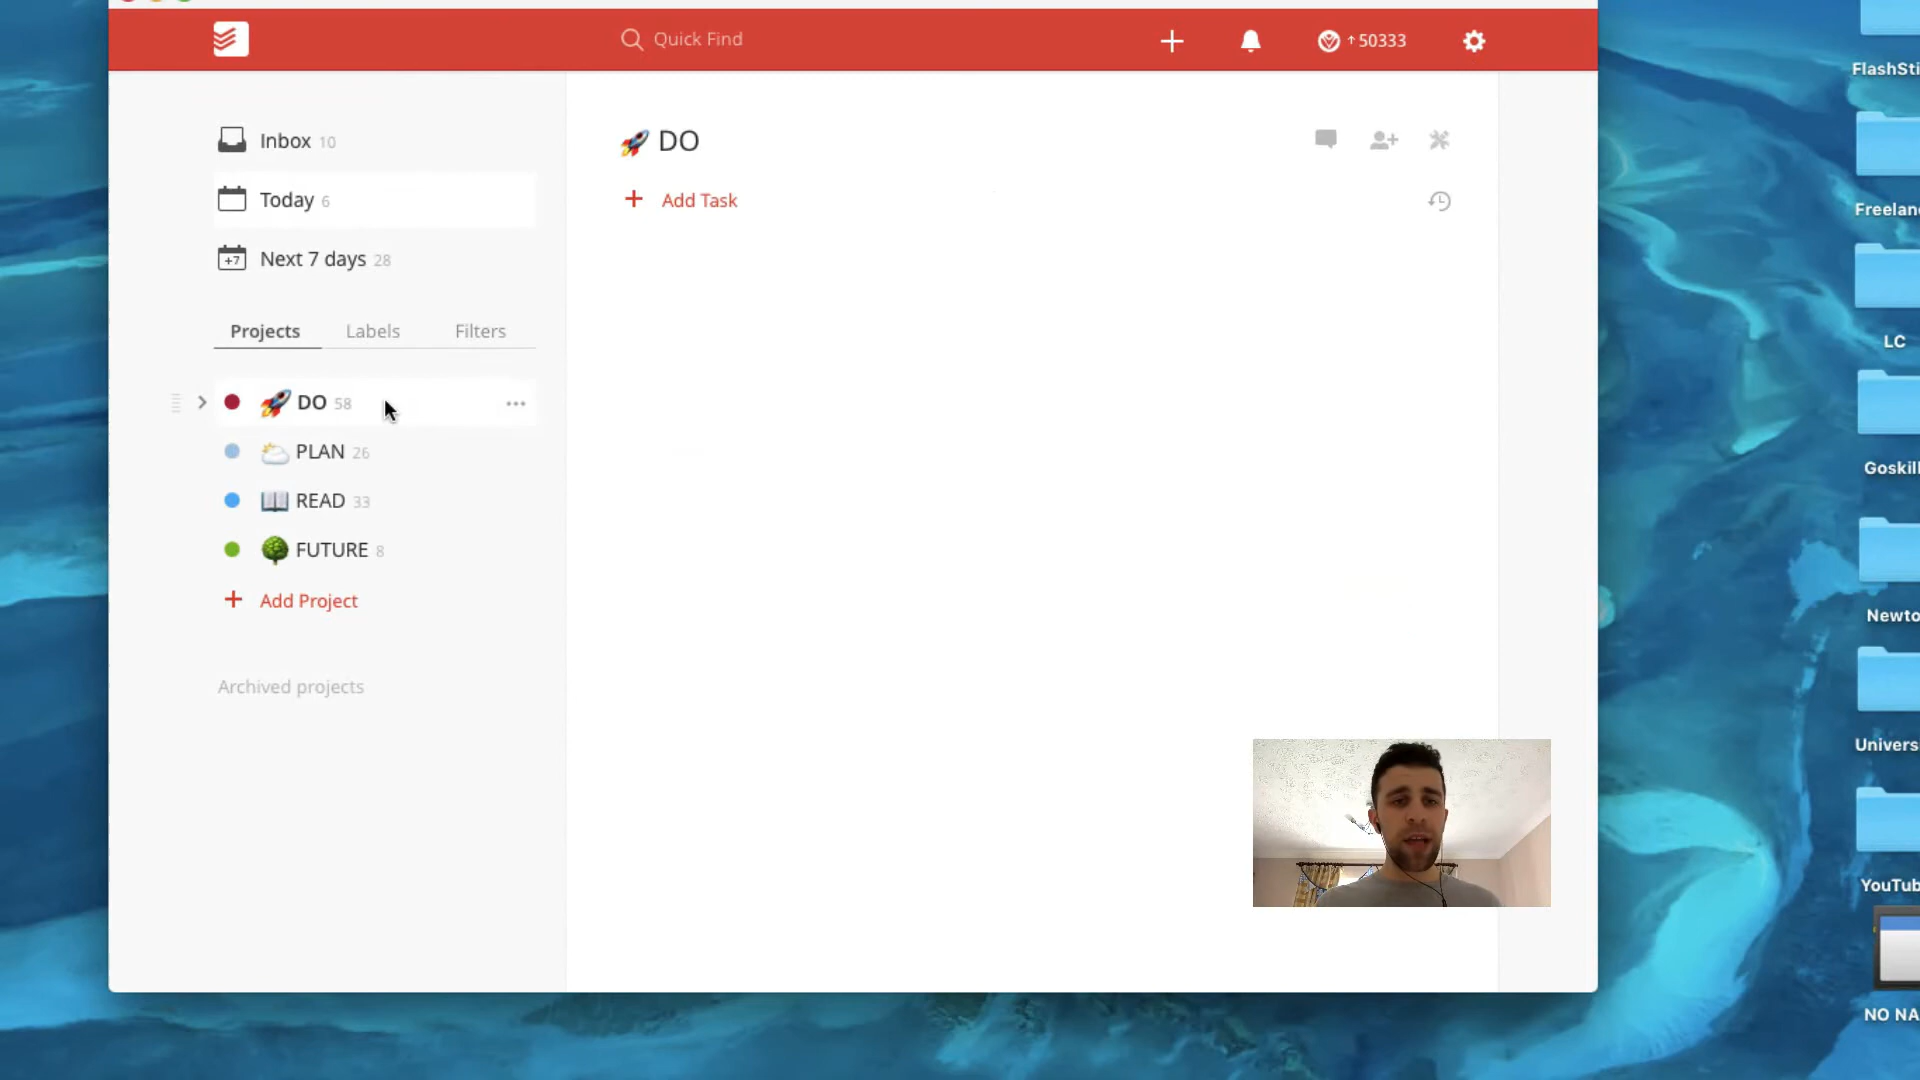 Quick Find
↑50333
Inbox 10
Today 6
+7 Next 7 days 28
Projects Labels Filters
DO 58
PLAN 26
READ 33
FUTURE 8
+ Add Project
Archived projects
DO
+ Add Task
FlashSti
Freelan
LC
Goskill
Newto
Univers
YouTub
NO NA